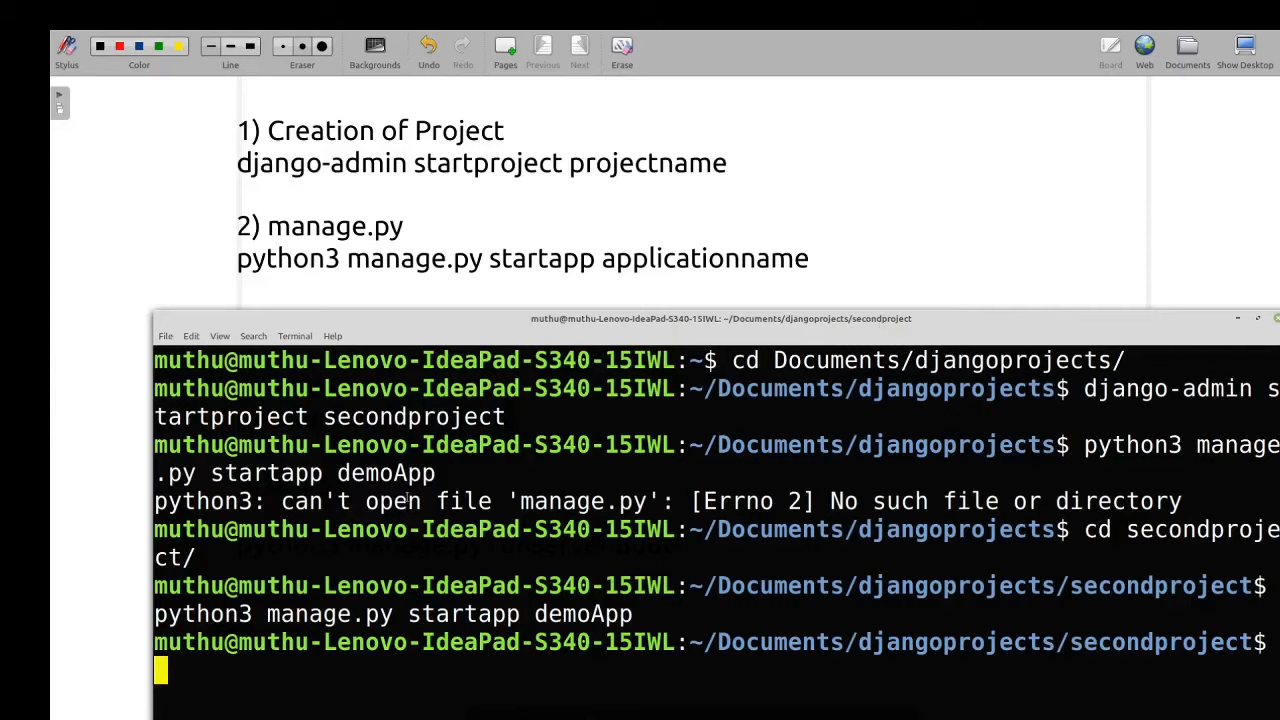 Stylus
Color
Line
Eraser
Backgrounds
Undo
Redo
Pages
Previous
Next
Erase
Board
Web
Documents
Show Desktop
1) Creation of Project
django-admin startproject projectname
2) manage.py
python3 manage.py startapp applicationname
muthu@muthu-Lenovo-IdeaPad-S340-15IWL: ~/Documents/djangoprojects/secondproject
File Edit View Search Terminal Help
muthu@muthu-Lenovo-IdeaPad-S340-15IWL:~$ cd Documents/djangoprojects/
muthu@muthu-Lenovo-IdeaPad-S340-15IWL:~/Documents/djangoprojects$ django-admin s
tartproject secondproject
muthu@muthu-Lenovo-IdeaPad-S340-15IWL:~/Documents/djangoprojects$ python3 manage
.py startapp demoApp
python3: can't open file 'manage.py': [Errno 2] No such file or directory
muthu@muthu-Lenovo-IdeaPad-S340-15IWL:~/Documents/djangoprojects$ cd secondproje
ct/
muthu@muthu-Lenovo-IdeaPad-S340-15IWL:~/Documents/djangoprojects/secondproject$
python3 manage.py startapp demoApp
muthu@muthu-Lenovo-IdeaPad-S340-15IWL:~/Documents/djangoprojects/secondproject$